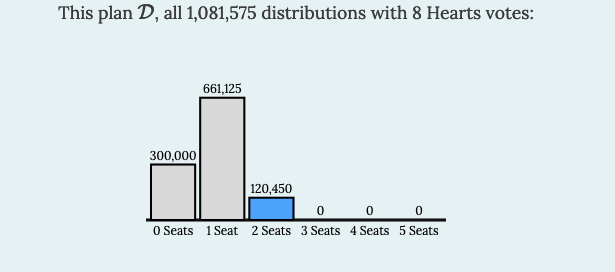 This plan 𝒟, all 1,081,575 distributions with 8 Hearts votes:
661,125
300,000
120,450
0 0 0
0 Seats 1 Seat 2 Seats 3 Seats 4 Seats 5 Seats